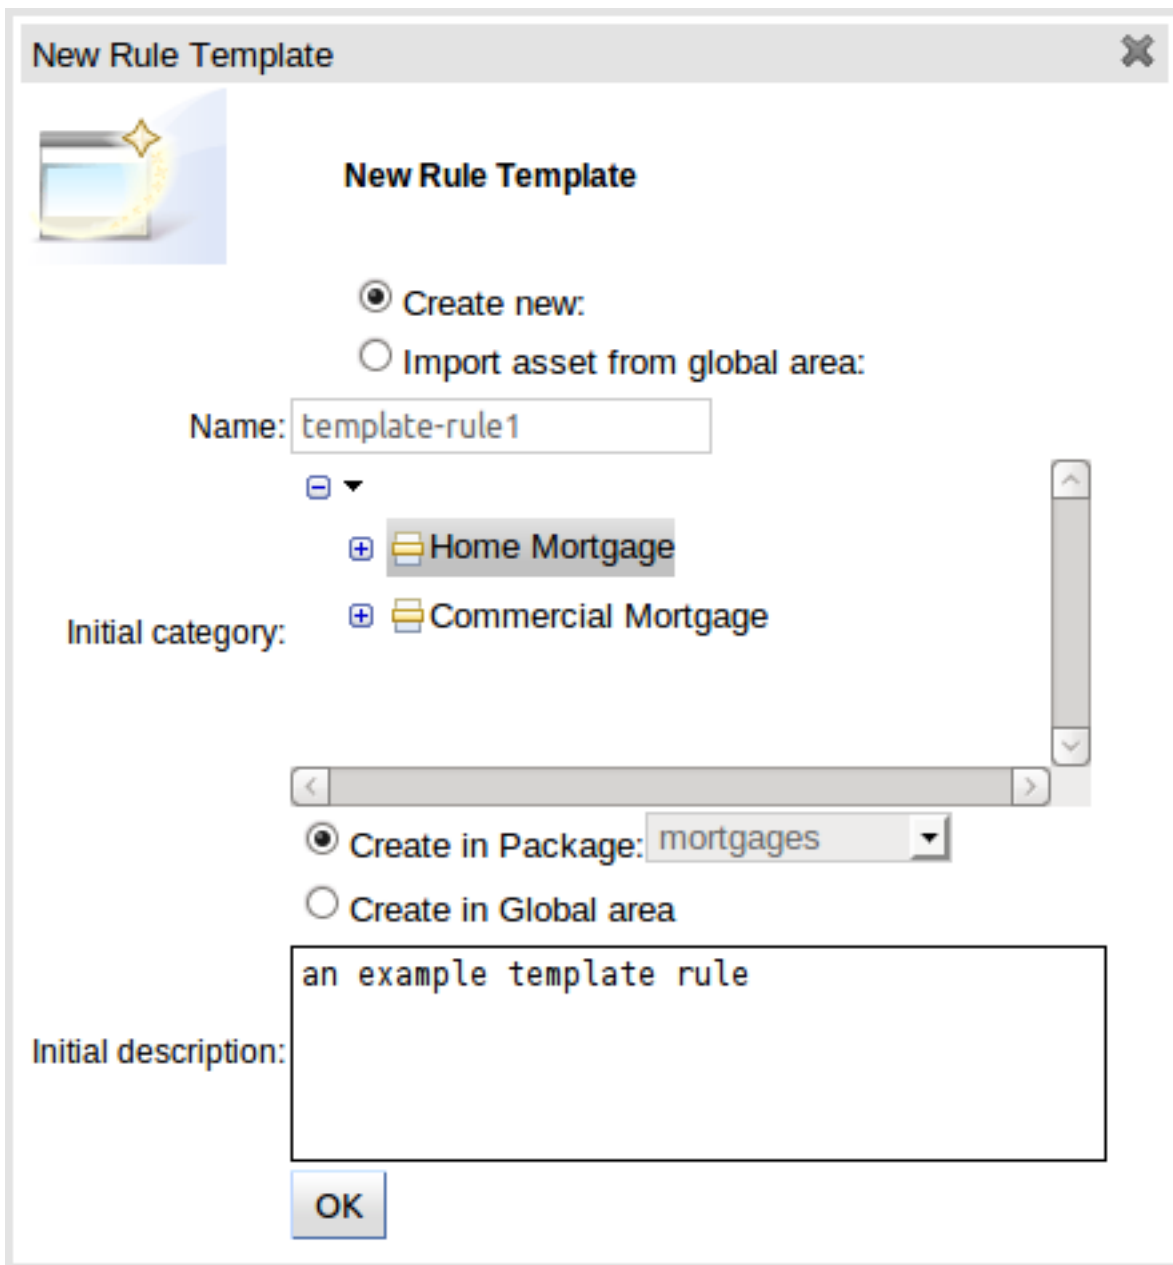 New Rule Template
New Rule Template
Create new:
Import asset from global area:
Name: template-rule1
Home Mortgage
Commercial Mortgage
Initial category:
Create in Package: mortgages
Create in Global area
an example template rule
Initial description:
OK